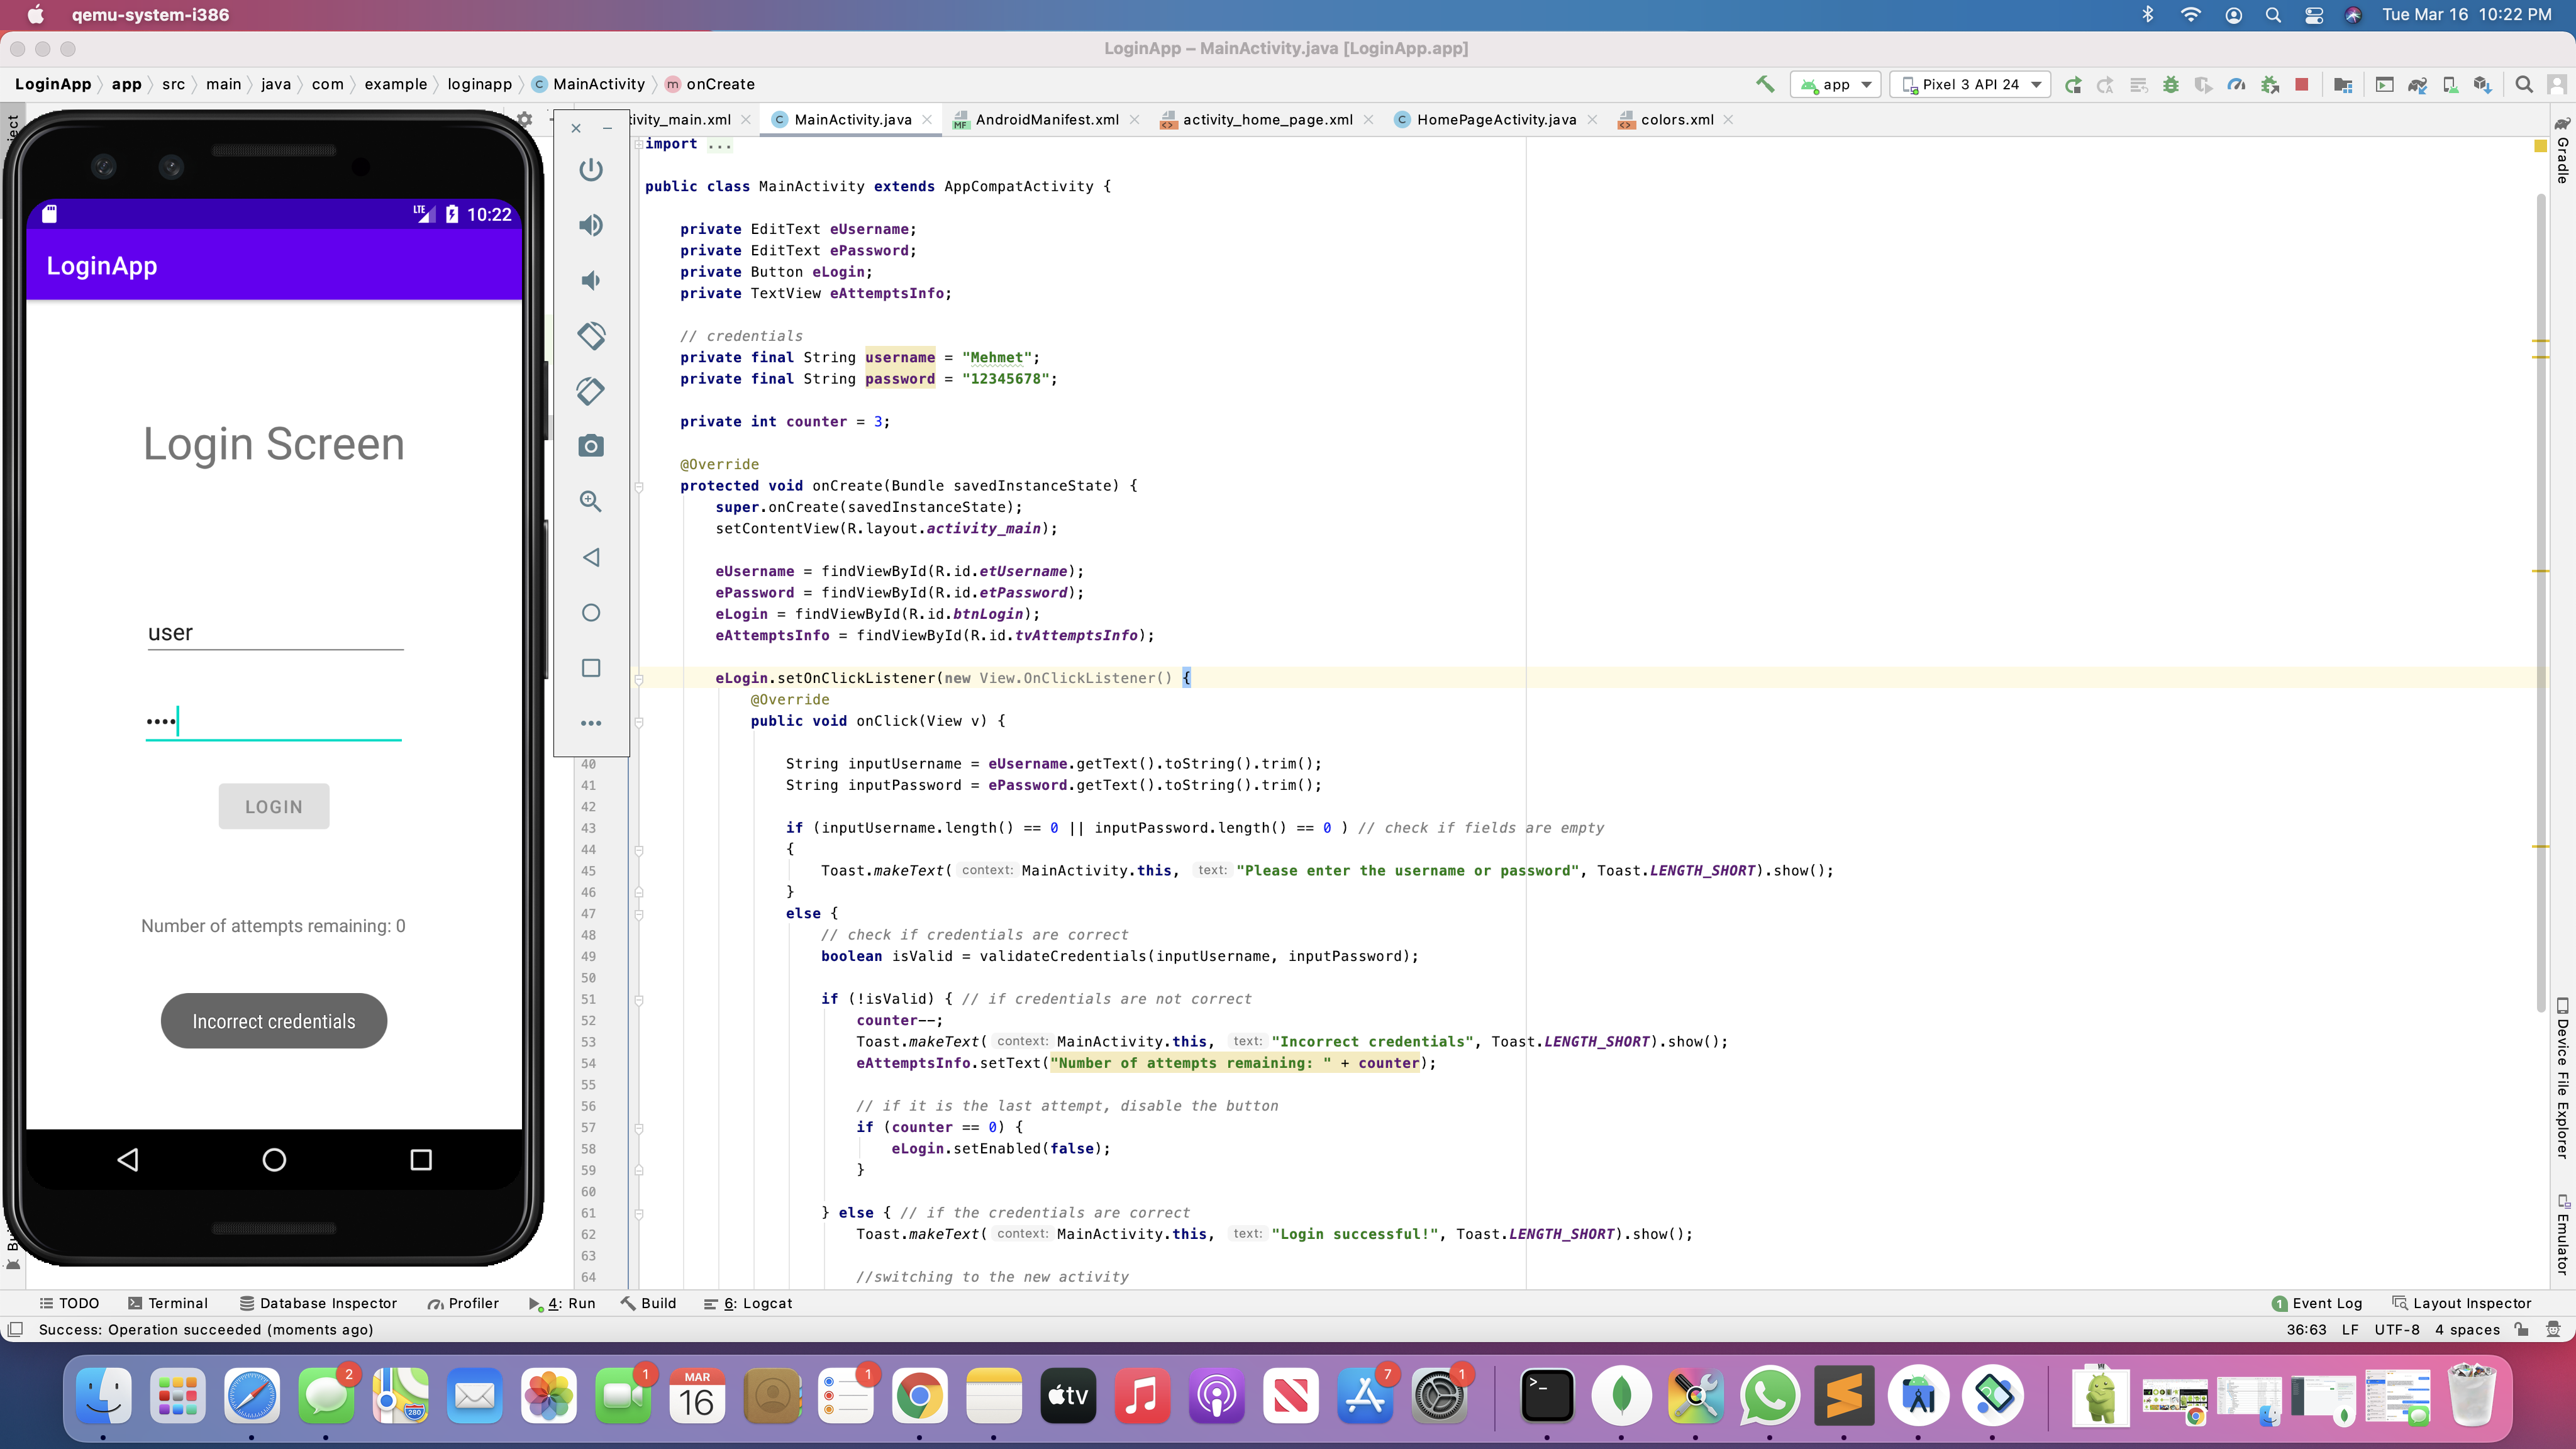 qemu-system-i386
Tue Mar 16 10:22 PM
LoginApp – MainActivity.java [LoginApp.app]
LoginApp app src main java com example loginapp MainActivity onCreate
app Pixel 3 API 24
ivity_main.xml MainActivity.java AndroidManifest.xml activity_home_page.xml HomePageActivity.java colors.xml
ject
Gradle
LTE 10:22
LoginApp
Login Screen
user
••••
LOGIN
Number of attempts remaining: 0
Incorrect credentials
import ...
public class MainActivity extends AppCompatActivity {
private EditText eUsername;
private EditText ePassword;
private Button eLogin;
private TextView eAttemptsInfo;
// credentials
private final String username = "Mehmet";
private final String password = "12345678";
private int counter = 3;
@Override
protected void onCreate(Bundle savedInstanceState) {
super.onCreate(savedInstanceState);
setContentView(R.layout.activity_main);
eUsername = findViewById(R.id.etUsername);
ePassword = findViewById(R.id.etPassword);
eLogin = findViewById(R.id.btnLogin);
eAttemptsInfo = findViewById(R.id.tvAttemptsInfo);
eLogin.setOnClickListener(new View.OnClickListener() {
@Override
public void onClick(View v) {
40 String inputUsername = eUsername.getText().toString().trim();
41 String inputPassword = ePassword.getText().toString().trim();
42
43 if (inputUsername.length() == 0 || inputPassword.length() == 0 ) // check if fields are empty
44 {
45 Toast.makeText( context: MainActivity.this, text: "Please enter the username or password", Toast.LENGTH_SHORT).show();
46 }
47 else {
48 // check if credentials are correct
49 boolean isValid = validateCredentials(inputUsername, inputPassword);
50
51 if (!isValid) { // if credentials are not correct
52 counter--;
53 Toast.makeText( context: MainActivity.this, text: "Incorrect credentials", Toast.LENGTH_SHORT).show();
54 eAttemptsInfo.setText("Number of attempts remaining: " + counter);
55
56 // if it is the last attempt, disable the button
57 if (counter == 0) {
58 eLogin.setEnabled(false);
59 }
60
61 } else { // if the credentials are correct
62 Toast.makeText( context: MainActivity.this, text: "Login successful!", Toast.LENGTH_SHORT).show();
63
64 //switching to the new activity
Device File Explorer
Emulator
TODO Terminal Database Inspector Profiler 4: Run Build 6: Logcat 1 Event Log Layout Inspector
Success: Operation succeeded (moments ago) 36:63 LF UTF-8 4 spaces
2 1 MAR 16 1 tv 7 1
280